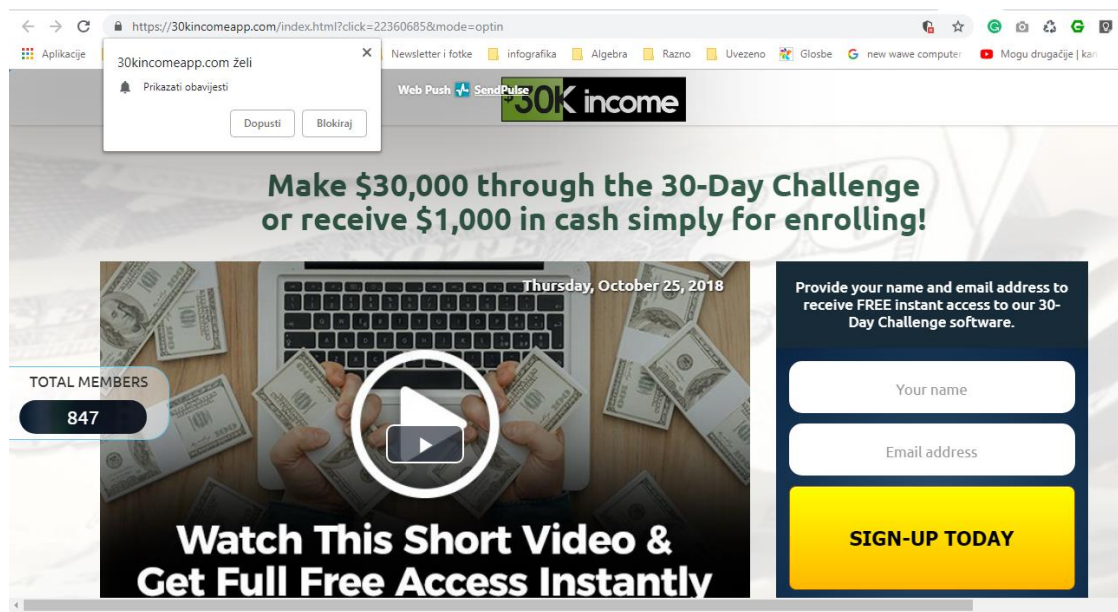 https://30kincomeapp.com/index.html?click=22360685&mode=optin
Aplikacije
Newsletter i fotke
infografika
Algebra
Razno
Uvezeno
Glosbe
new wawe computer
Mogu drugačije | kan
30kincomeapp.com želi
Prikazati obavijesti
Dopusti
Blokiraj
Web Push SendPulse
$30K income
Make $30,000 through the 30-Day Challenge
or receive $1,000 in cash simply for enrolling!
Thursday, October 25, 2018
TOTAL MEMBERS
847
Watch This Short Video &
Get Full Free Access Instantly
Provide your name and email address to
receive FREE instant access to our 30-
Day Challenge software.
Your name
Email address
SIGN-UP TODAY